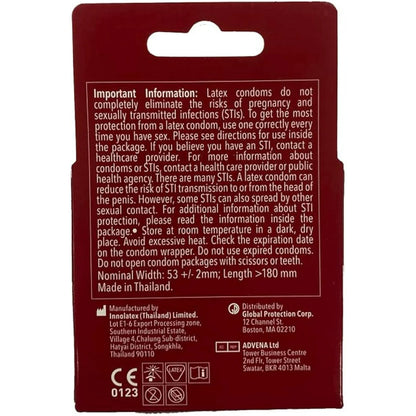 Important Information: Latex condoms do not
completely eliminate the risks of pregnancy and
sexually transmitted infections (STIs). To get the most
protection from a latex condom, use one correctly every
time you have sex. Please see directions for use inside
the package. If you believe you have an STI, contact a
healthcare provider. For more information about
condoms or STIs, contact a health care provider or public
health agency. There are many STIs. A latex condom can
reduce the risk of STI transmission to or from the head of
the penis. However, some STIs can also spread by other
sexual contact. For additional information about STI
protection, please read the information inside the
package.• Store at room temperature in a dark, dry
place. Avoid excessive heat. Check the expiration date
on the condom wrapper. Do not use expired condoms.
Do not open condom packages with scissors or teeth.
Nominal Width: 53 +/- 2mm; Length >180 mm
Made in Thailand.
Manufactured by
Innolatex (Thailand) Limited.
Lot E1-6 Export Processing zone,
Southern Industrial Estate,
Village 4,Chalung Sub-district,
Hatyai District, Songkhla,
Thailand 90110
Distributed by
Global Protection Corp.
12 Channel St.
Boston, MA 02210
EC REP
ADVENA Ltd
Tower Business Centre
2nd Flr, Tower Street
Swatar, BKR 4013 Malta
CE
0123
LATEX